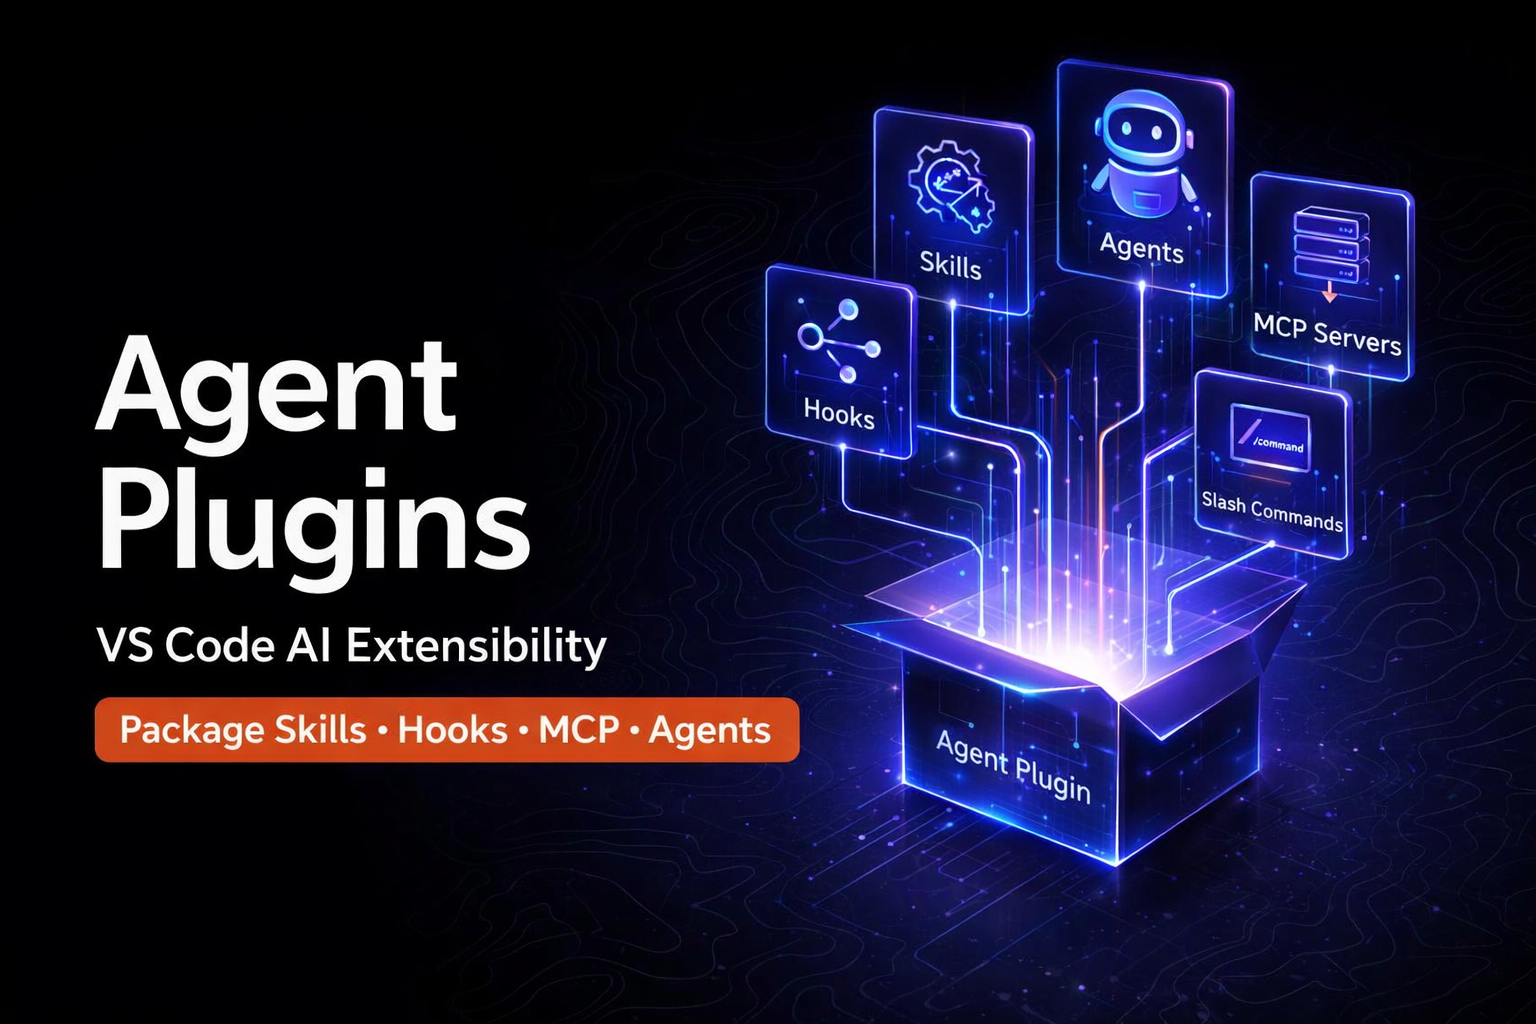 Agent
Plugins
VS Code AI Extensibility
Package Skills • Hooks • MCP • Agents
Skills
Agents
MCP Servers
Hooks
/command
Slash Commands
Agent Plugin